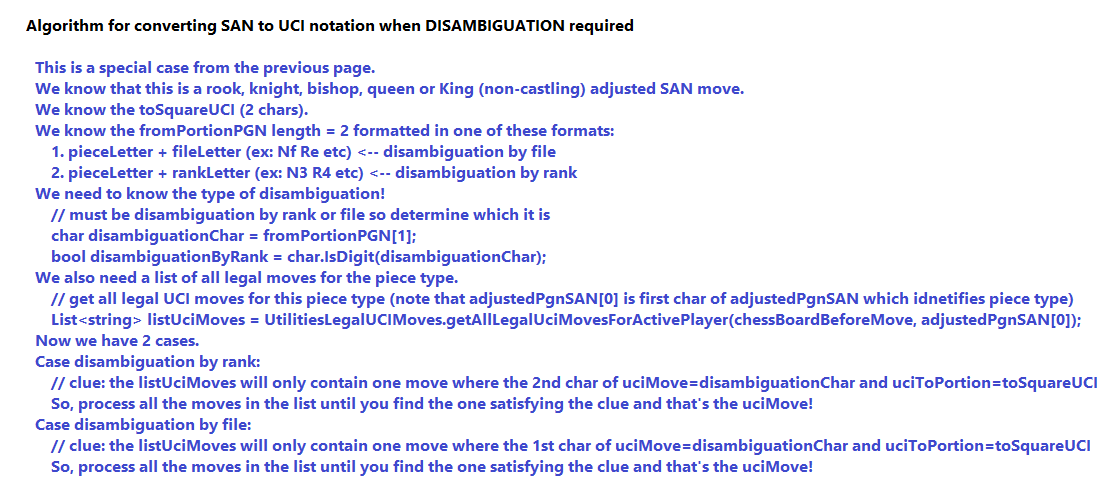 Algorithm for converting SAN to UCI notation when DISAMBIGUATION required
This is a special case from the previous page.
We know that this is a rook, knight, bishop, queen or King (non-castling) adjusted SAN move.
We know the toSquareUCI (2 chars).
We know the fromPortionPGN length = 2 formatted in one of these formats:
1. pieceLetter + fileLetter (ex: Nf Re etc) <-- disambiguation by file
2. pieceLetter + rankLetter (ex: N3 R4 etc) <-- disambiguation by rank
We need to know the type of disambiguation!
// must be disambiguation by rank or file so determine which it is
char disambiguationChar = fromPortionPGN[1];
bool disambiguationByRank = char.IsDigit(disambiguationChar);
We also need a list of all legal moves for the piece type.
// get all legal UCI moves for this piece type (note that adjustedPgnSAN[0] is first char of adjustedPgnSAN which idnetifies piece type)
List<string> listUciMoves = UtilitiesLegalUCIMoves.getAllLegalUciMovesForActivePlayer(chessBoardBeforeMove, adjustedPgnSAN[0]);
Now we have 2 cases.
Case disambiguation by rank:
// clue: the listUciMoves will only contain one move where the 2nd char of uciMove=disambiguationChar and uciToPortion=toSquareUCI
So, process all the moves in the list until you find the one satisfying the clue and that's the uciMove!
Case disambiguation by file:
// clue: the listUciMoves will only contain one move where the 1st char of uciMove=disambiguationChar and uciToPortion=toSquareUCI
So, process all the moves in the list until you find the one satisfying the clue and that's the uciMove!